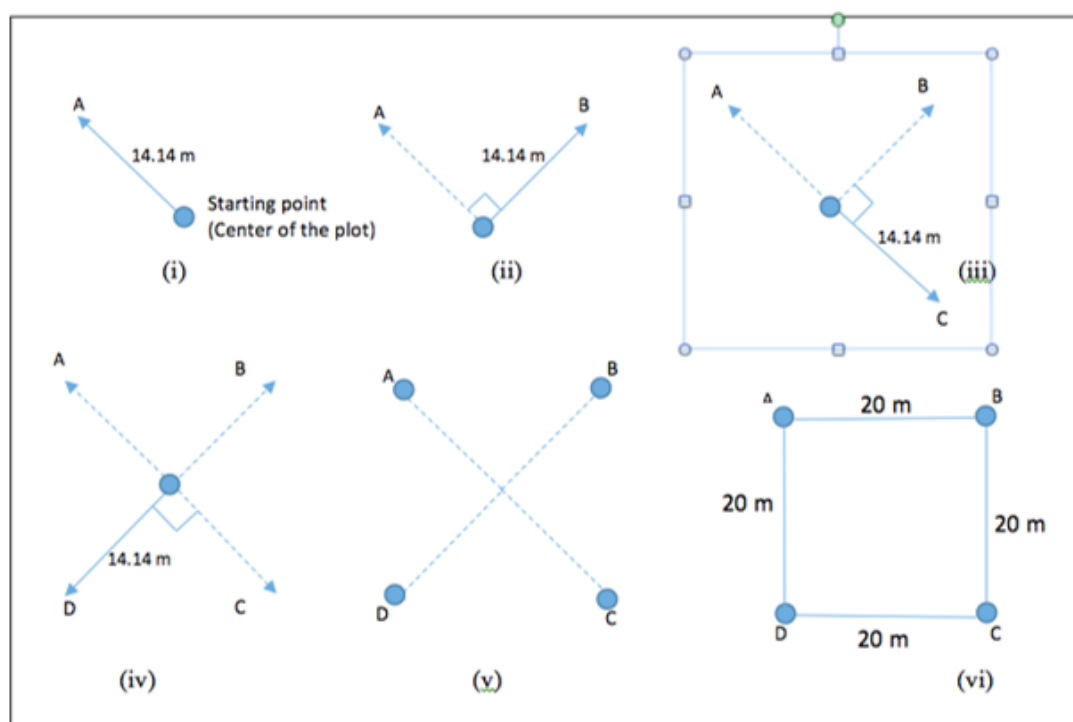 A
14.14 m
Starting point
(Center of the plot)
(i)
A
B
14.14 m
(ii)
A
B
14.14 m
(iii)
C
A
B
14.14 m
D
C
(iv)
A
B
D
C
(v)
A
B
20 m
20 m
20 m
D
C
20 m
(vi)